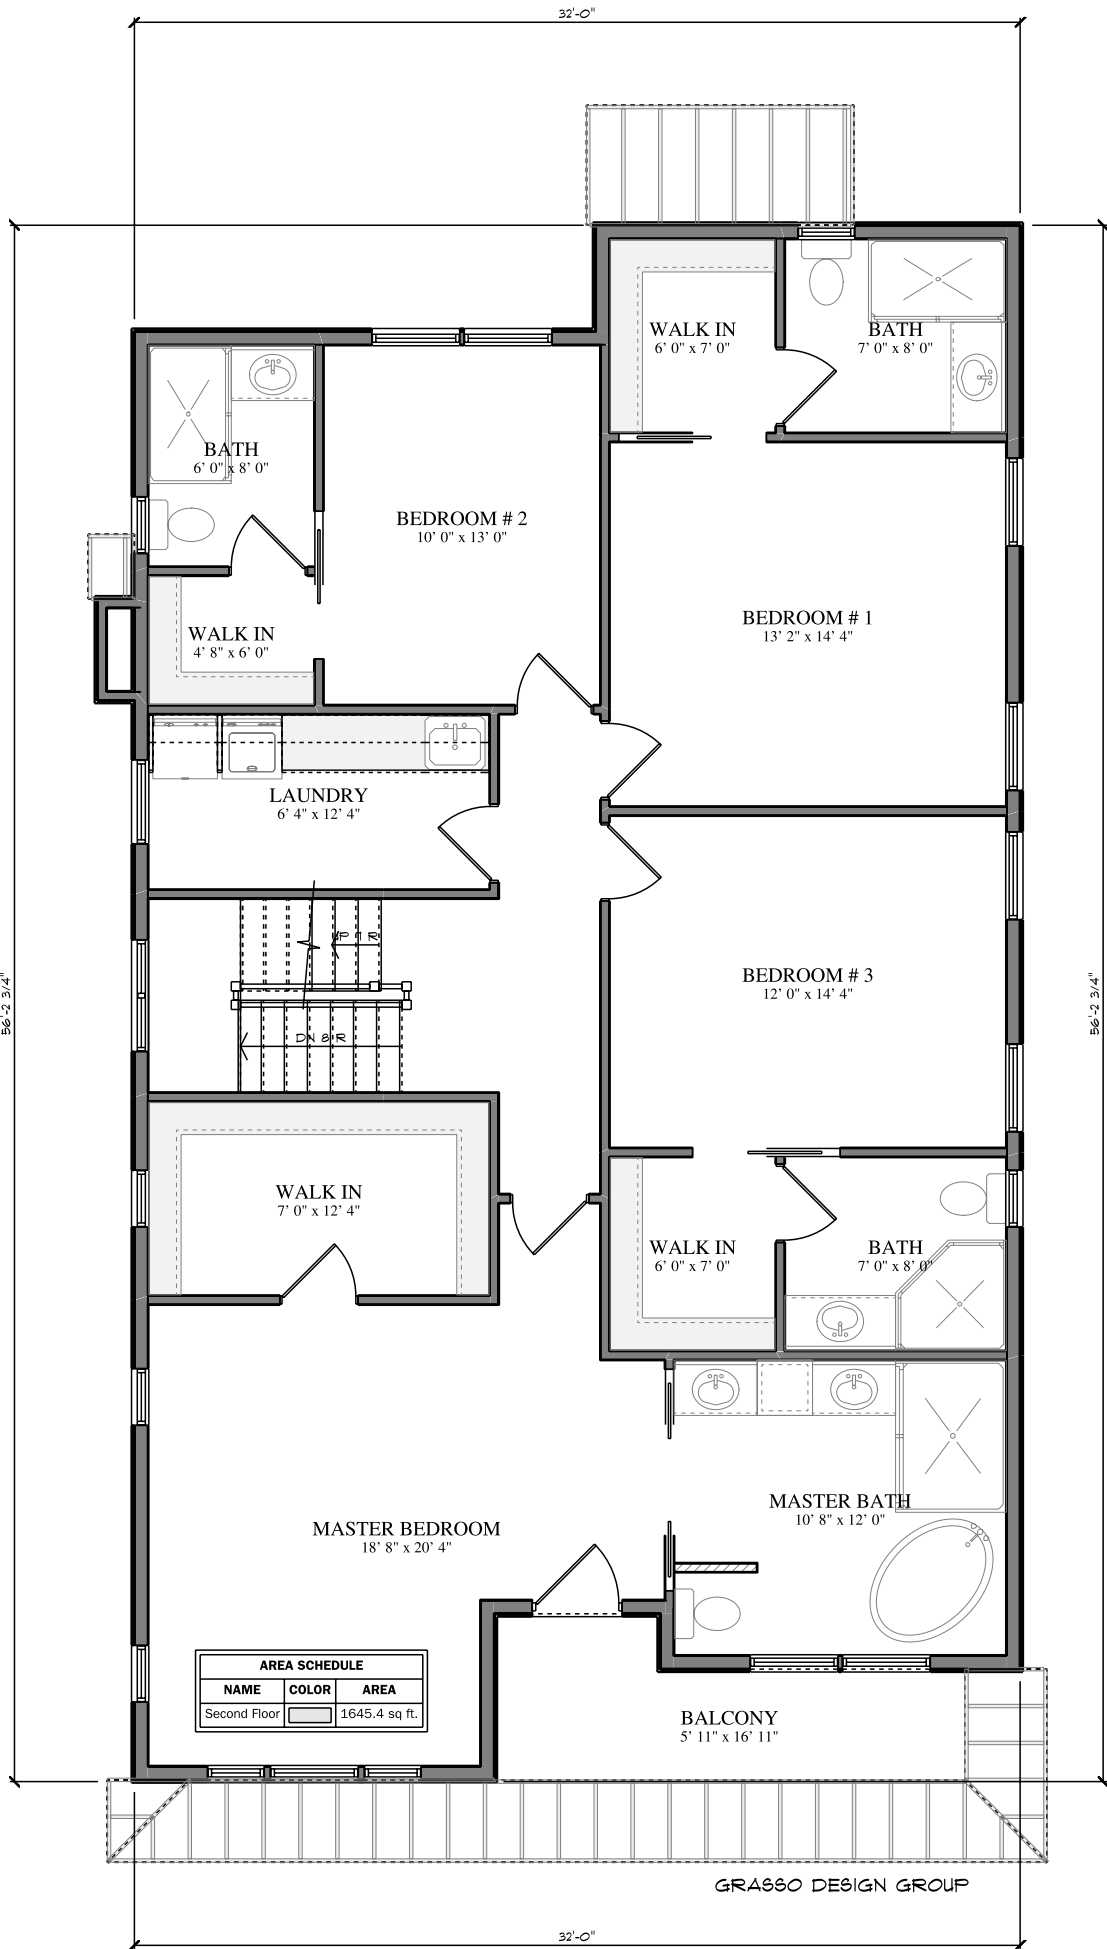 32'-0"
WALK IN
6' 0" x 7' 0"
BATH
7' 0" x 8' 0"
BATH
6' 0" x 8' 0"
BEDROOM # 2
10' 0" x 13' 0"
BEDROOM # 1
13' 2" x 14' 4"
WALK IN
4' 8" x 6' 0"
LAUNDRY
6' 4" x 12' 4"
DN 8R
56'-2 3/4"
56'-2 3/4"
BEDROOM # 3
12' 0" x 14' 4"
WALK IN
7' 0" x 12' 4"
WALK IN
6' 0" x 7' 0"
BATH
7' 0" x 8' 0"
MASTER BATH
10' 8" x 12' 0"
MASTER BEDROOM
18' 8" x 20' 4"
AREA SCHEDULE
NAME COLOR AREA
Second Floor 1645.4 sq ft.
BALCONY
5' 11" x 16' 11"
GRASSO DESIGN GROUP
32'-0"